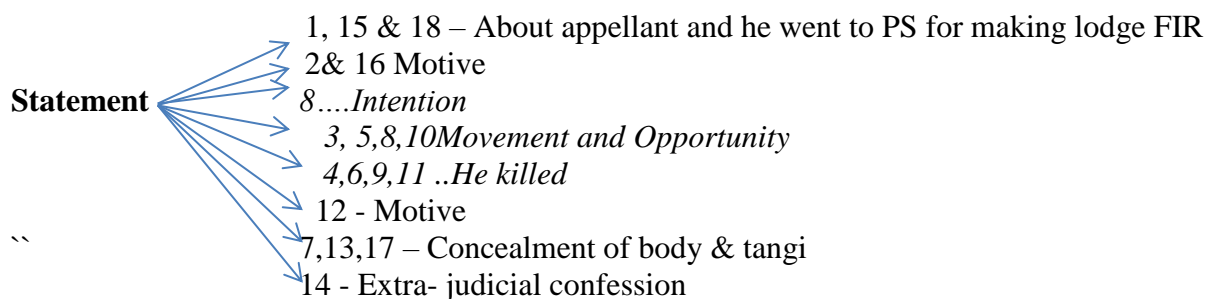 1, 15 & 18 – About appellant and he went to PS for making lodge FIR
2& 16 Motive
Statement 8….Intention
3, 5,8,10Movement and Opportunity
4,6,9,11 ..He killed
12 - Motive
`` 7,13,17 – Concealment of body & tangi
14 - Extra- judicial confession